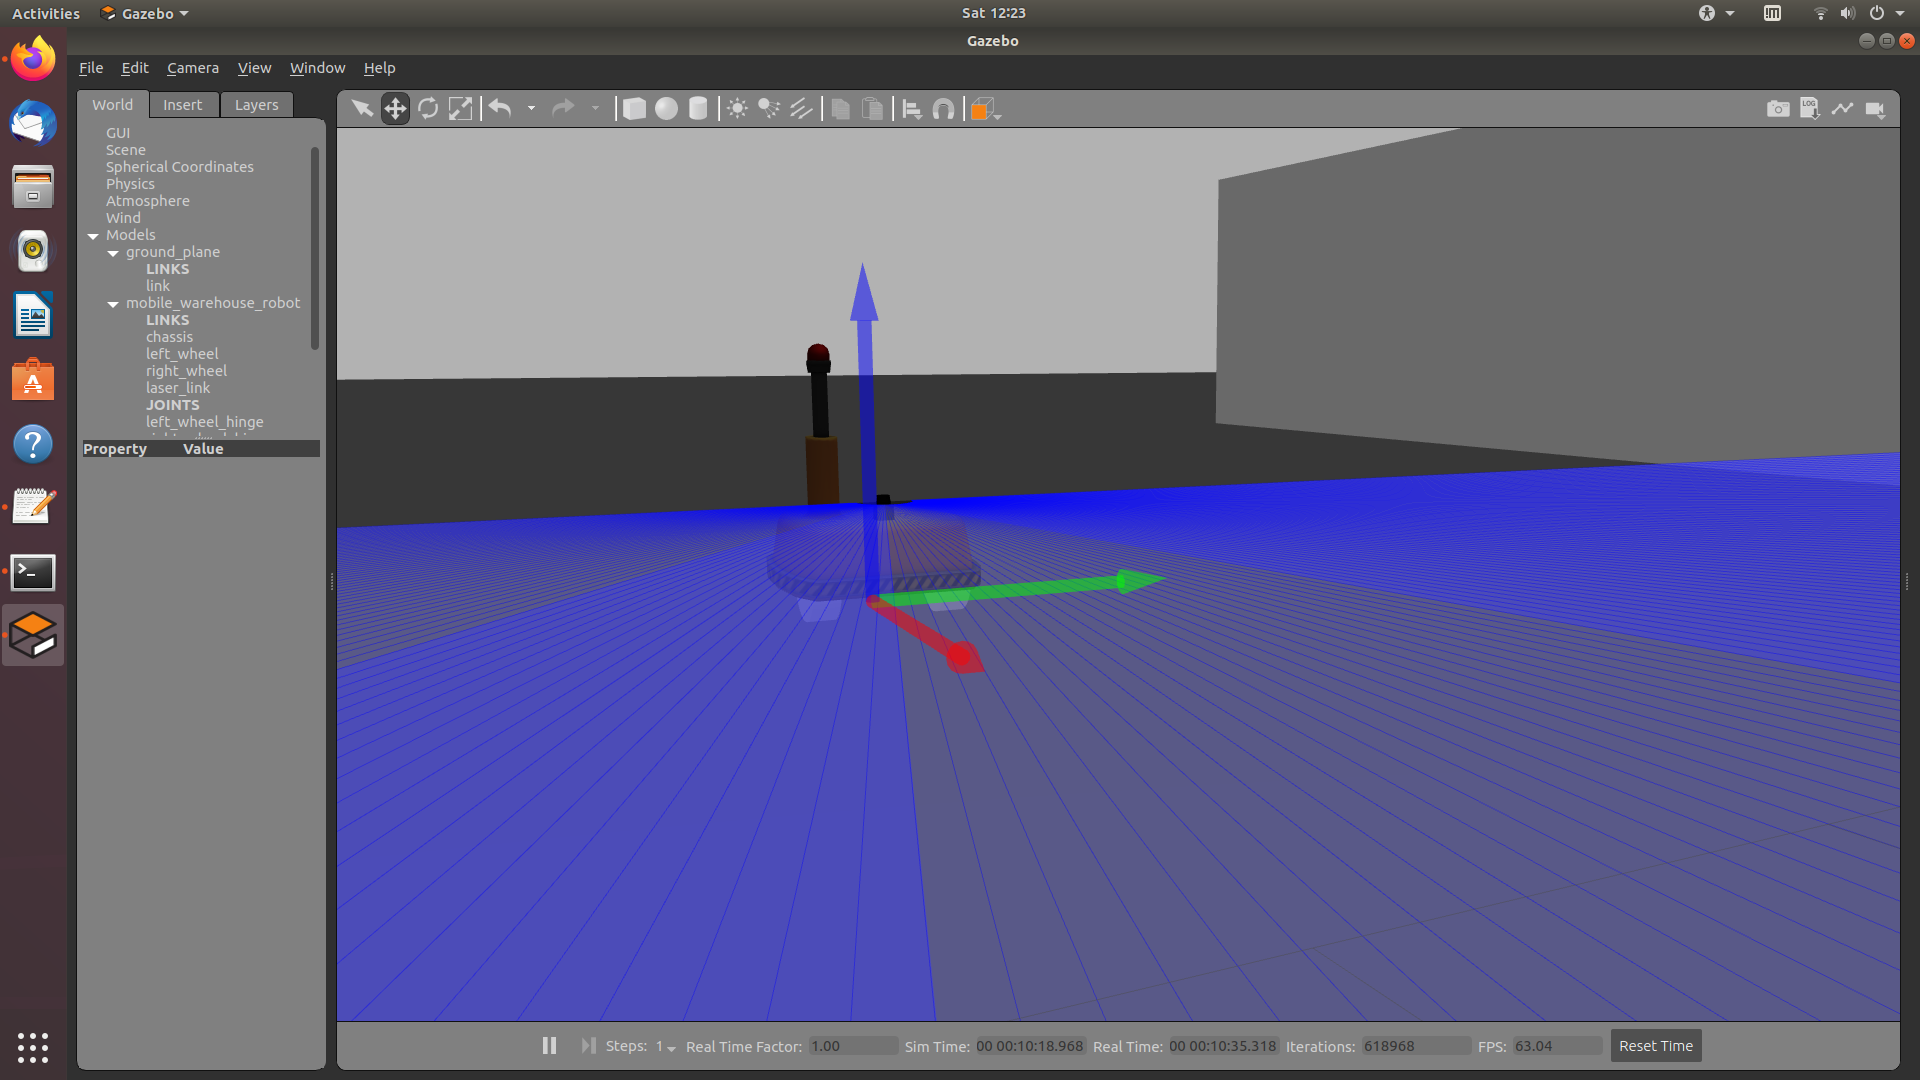 Activities
Gazebo
Sat 12:23
Gazebo
File Edit Camera View Window Help
World Insert Layers
LOG
GUI
Scene
Spherical Coordinates
Physics
Atmosphere
Wind
Models
ground_plane
LINKS
link
mobile_warehouse_robot
LINKS
chassis
left_wheel
right_wheel
laser_link
JOINTS
left_wheel_hinge
Property Value
Steps: 1 Real Time Factor: 1.00 Sim Time: 00 00:10:18.968 Real Time: 00 00:10:35.318 Iterations: 618968 FPS: 63.04 Reset Time